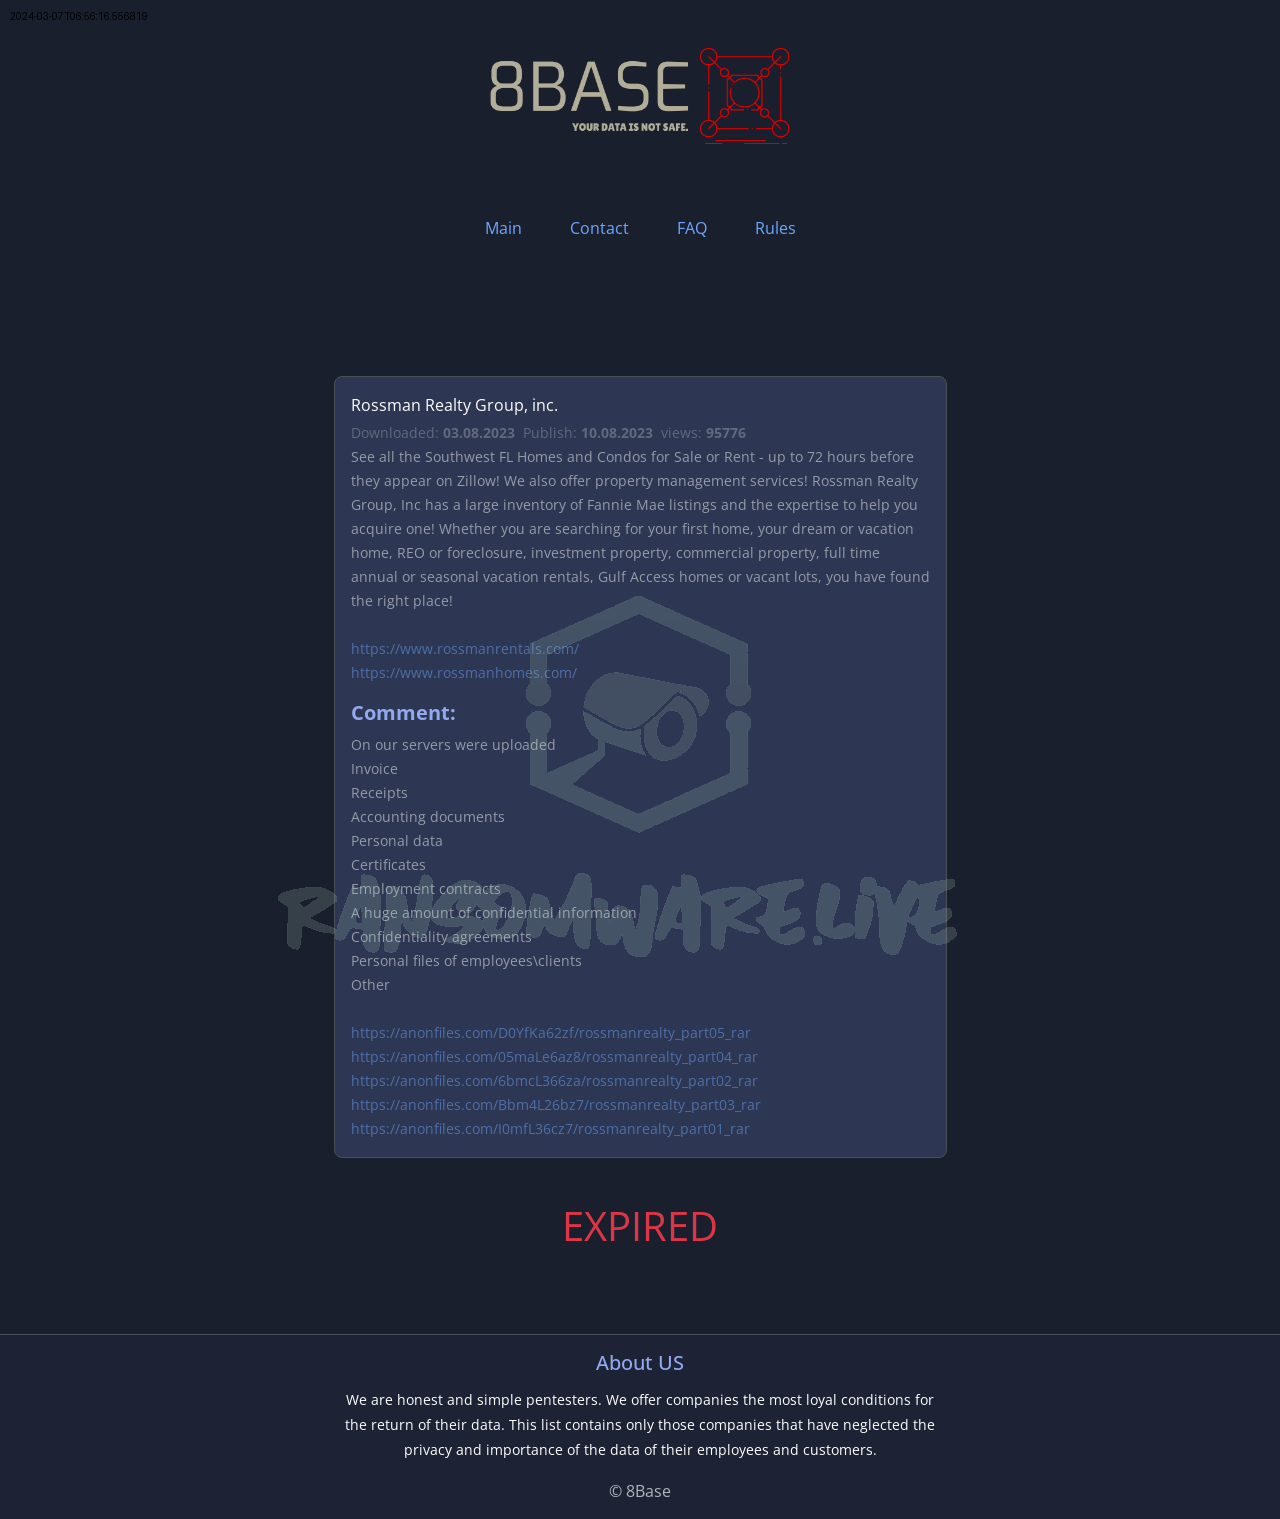 2024-03-07T06:56:16.556819
8BASE
YOUR DATA IS NOT SAFE.
Main Contact FAQ Rules
Rossman Realty Group, inc.
Downloaded: 03.08.2023 Publish: 10.08.2023 views: 95776
See all the Southwest FL Homes and Condos for Sale or Rent - up to 72 hours before
they appear on Zillow! We also offer property management services! Rossman Realty
Group, Inc has a large inventory of Fannie Mae listings and the expertise to help you
acquire one! Whether you are searching for your first home, your dream or vacation
home, REO or foreclosure, investment property, commercial property, full time
annual or seasonal vacation rentals, Gulf Access homes or vacant lots, you have found
the right place!
https://www.rossmanrentals.com/
https://www.rossmanhomes.com/
Comment:
On our servers were uploaded
Invoice
Receipts
Accounting documents
Personal data
Certificates
Employment contracts
RANSOMWARE.LIVE
A huge amount of confidential information
Confidentiality agreements
Personal files of employees\clients
Other
https://anonfiles.com/D0YfKa62zf/rossmanrealty_part05_rar
https://anonfiles.com/05maLe6az8/rossmanrealty_part04_rar
https://anonfiles.com/6bmcL366za/rossmanrealty_part02_rar
https://anonfiles.com/Bbm4L26bz7/rossmanrealty_part03_rar
https://anonfiles.com/I0mfL36cz7/rossmanrealty_part01_rar
EXPIRED
About US
We are honest and simple pentesters. We offer companies the most loyal conditions for
the return of their data. This list contains only those companies that have neglected the
privacy and importance of the data of their employees and customers.
© 8Base